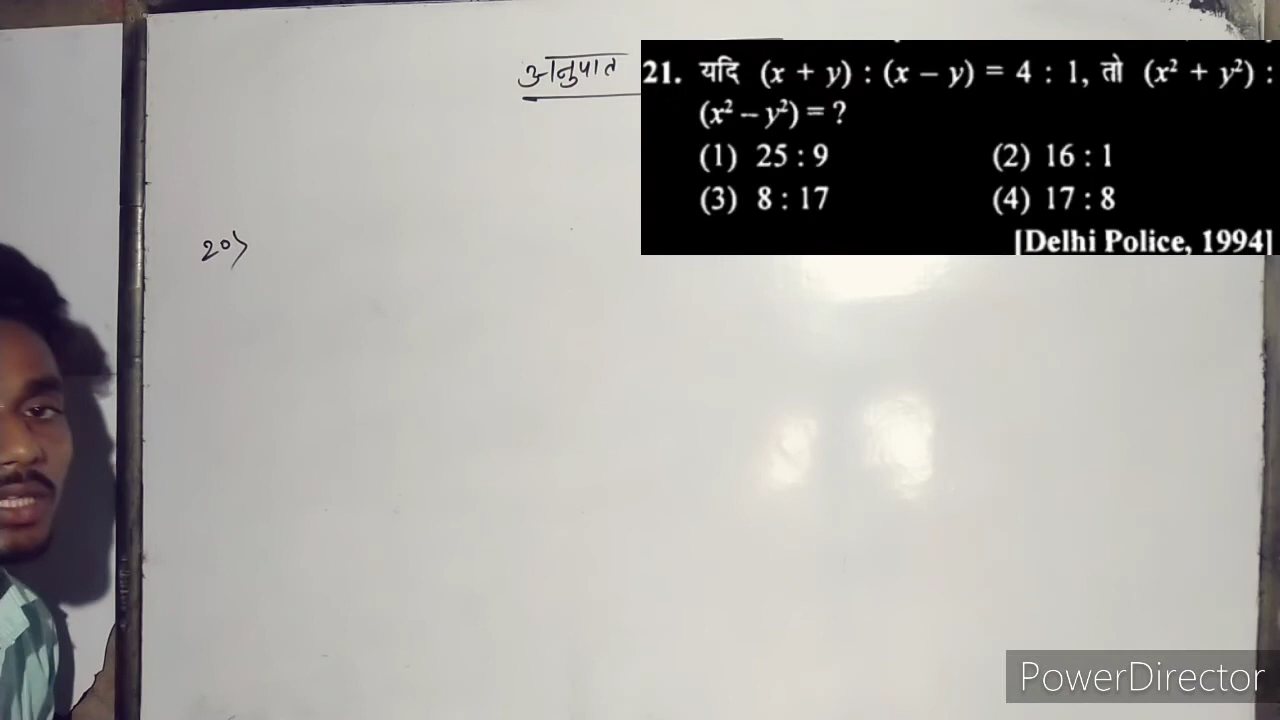 अनुपात
21. यदि (x + y) : (x – y) = 4 : 1, तो (x² + y²) :
(x² – y²) = ?
(1) 25 : 9 (2) 16 : 1
(3) 8 : 17 (4) 17 : 8
[Delhi Police, 1994]
20>
PowerDirector